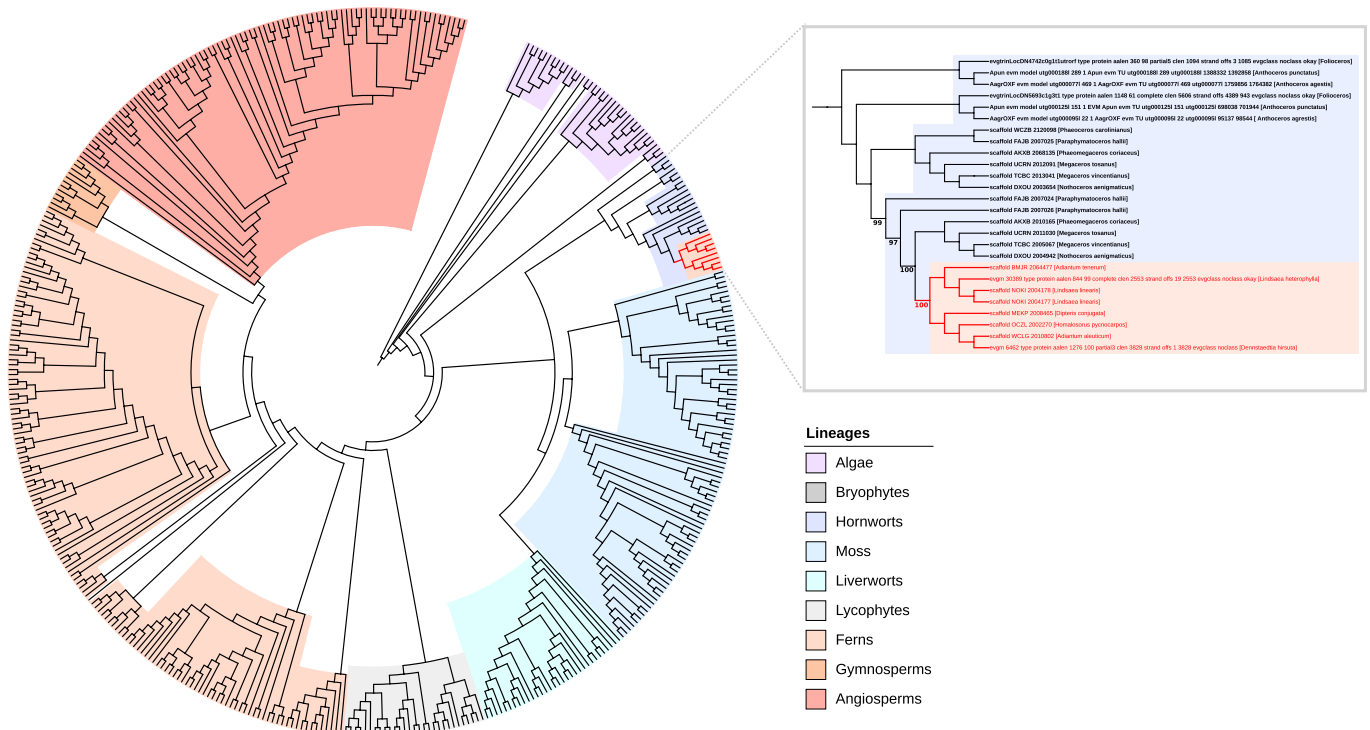 evgtrinLocDN4742c0g1t1utrorf type protein aalen 360 98 partial5 clen 1094 strand offs 3 1085 evgclass noclass okay [Folioceros]
Apun evm model utg000188l 289 1 Apun evm TU utg000188l 289 utg000188l 1388332 1392858 [Anthoceros punctatus]
AagrOXF evm model utg000077l 469 1 AagrOXF evm TU utg000077l 469 utg000077l 1759856 1764382 [Anthoceros agestis]
evgtrinLocDN5693c1g3t1 type protein aalen 1148 61 complete clen 5606 strand offs 4389 943 evgclass noclass okay [Folioceros]
Apun evm model utg000125l 151 1 EVM Apun evm TU utg000125l 151 utg000125l 698038 701944 [Anthoceros punctatus]
AagrOXF evm model utg000095l 22 1 AagrOXF evm TU utg000095l 22 utg000095l 95137 98544 [ Anthoceros agrestis]
scaffold WCZB 2120098 [Phaeoceros carolinianus]
scaffold FAJB 2007025 [Paraphymatoceros hallii]
scaffold AKXB 2068135 [Phaeomegaceros coriaceus]
scaffold UCRN 2012091 [Megaceros tosanus]
scaffold TCBC 2013041 [Megaceros vincentianus]
scaffold DXOU 2003654 [Nothoceros aenigmaticus]
scaffold FAJB 2007024 [Paraphymatoceros hallii]
99
scaffold FAJB 2007026 [Paraphymatoceros hallii]
scaffold AKXB 2010165 [Phaeomegaceros coriaceus]
scaffold UCRN 2011030 [Megaceros tosanus]
97
scaffold TCBC 2005067 [Megaceros vincentianus]
scaffold DXOU 2004942 [Nothoceros aenigmaticus]
100
scaffold BMJR 2064477 [Adiantum tenerum]
evgm 30389 type protein aalen 844 99 complete clen 2553 strand offs 19 2553 evgclass noclass okay [Lindsaea heterophylla]
scaffold NOKI 2004178 [Lindsaea linearis]
scaffold NOKI 2004177 [Lindsaea linearis]
100
scaffold MEKP 2008465 [Dipteris conjugata]
scaffold OCZL 2002270 [Homalosorus pycnocarpos]
scaffold WCLG 2010802 [Adiantum aleuticum]
evgm 6462 type protein aalen 1276 100 partial3 clen 3828 strand offs 1 3828 evgclass noclass [Dennstaedtia hirsuta]
Lineages
Algae
Bryophytes
Hornworts
Moss
Liverworts
Lycophytes
Ferns
Gymnosperms
Angiosperms